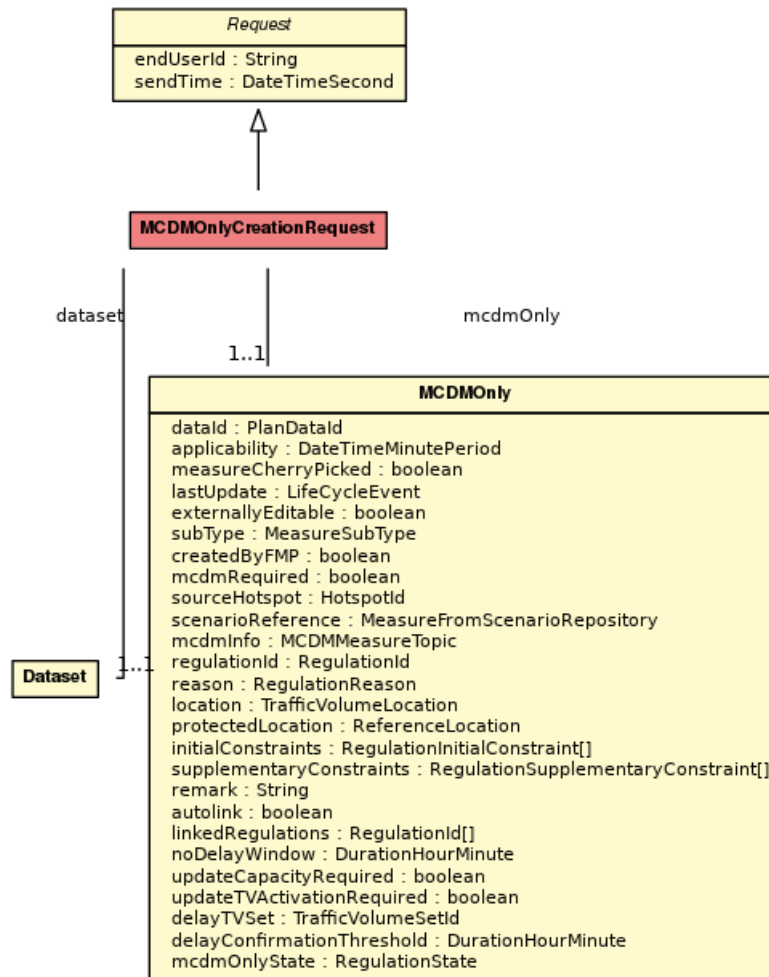 Request
endUserId : String
sendTime : DateTimeSecond
MCDMOnlyCreationRequest
dataset
mcdmOnly
1..1
MCDMOnly
dataId : PlanDataId
applicability : DateTimeMinutePeriod
measureCherryPicked : boolean
lastUpdate : LifeCycleEvent
externallyEditable : boolean
subType : MeasureSubType
createdByFMP : boolean
mcdmRequired : boolean
sourceHotspot : HotspotId
scenarioReference : MeasureFromScenarioRepository
mcdmInfo : MCDMMeasureTopic
1..1
regulationId : RegulationId
Dataset
reason : RegulationReason
location : TrafficVolumeLocation
protectedLocation : ReferenceLocation
initialConstraints : RegulationInitialConstraint[]
supplementaryConstraints : RegulationSupplementaryConstraint[]
remark : String
autolink : boolean
linkedRegulations : RegulationId[]
noDelayWindow : DurationHourMinute
updateCapacityRequired : boolean
updateTVActivationRequired : boolean
delayTVSet : TrafficVolumeSetId
delayConfirmationThreshold : DurationHourMinute
mcdmOnlyState : RegulationState